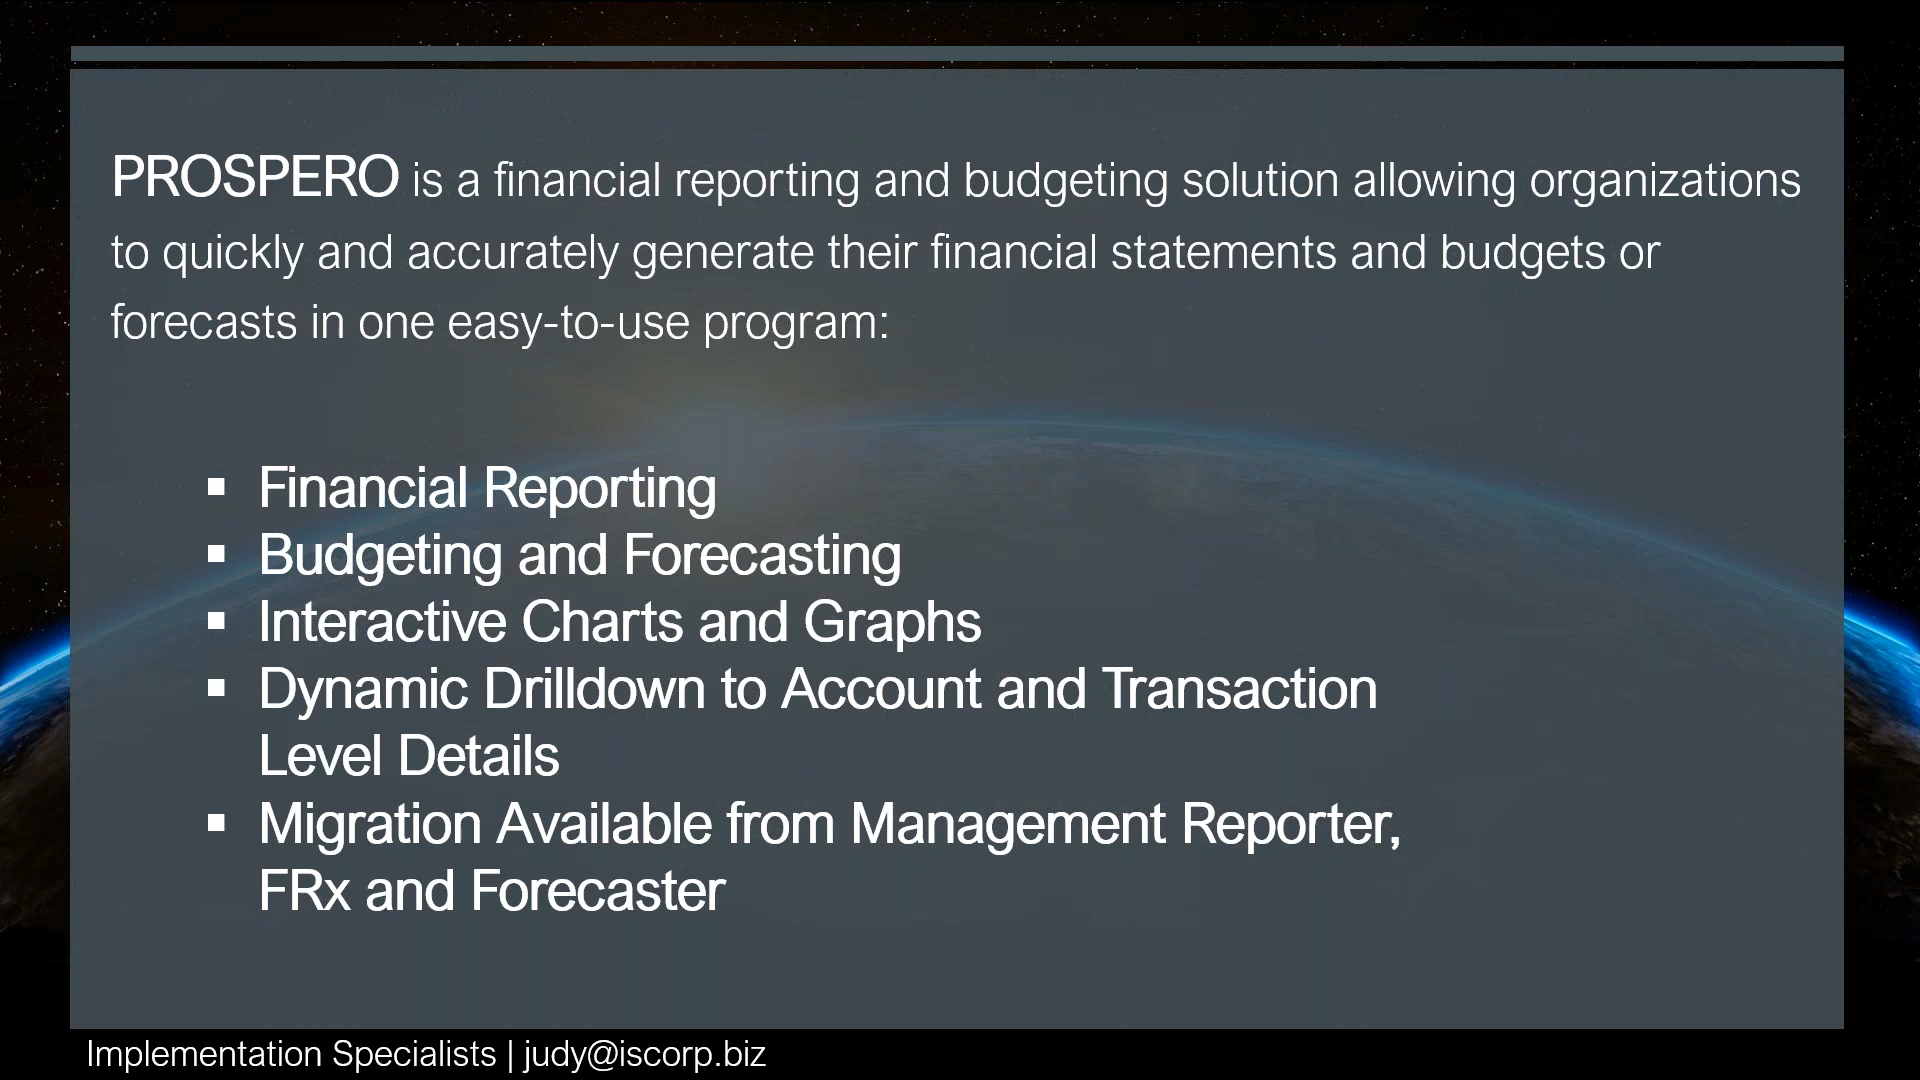 PROSPERO is a financial reporting and budgeting solution allowing organizations
to quickly and accurately generate their financial statements and budgets or
forecasts in one easy-to-use program:
▪ Financial Reporting
▪ Budgeting and Forecasting
▪ Interactive Charts and Graphs
▪ Dynamic Drilldown to Account and Transaction
Level Details
▪ Migration Available from Management Reporter,
FRx and Forecaster
Implementation Specialists | judy@iscorp.biz